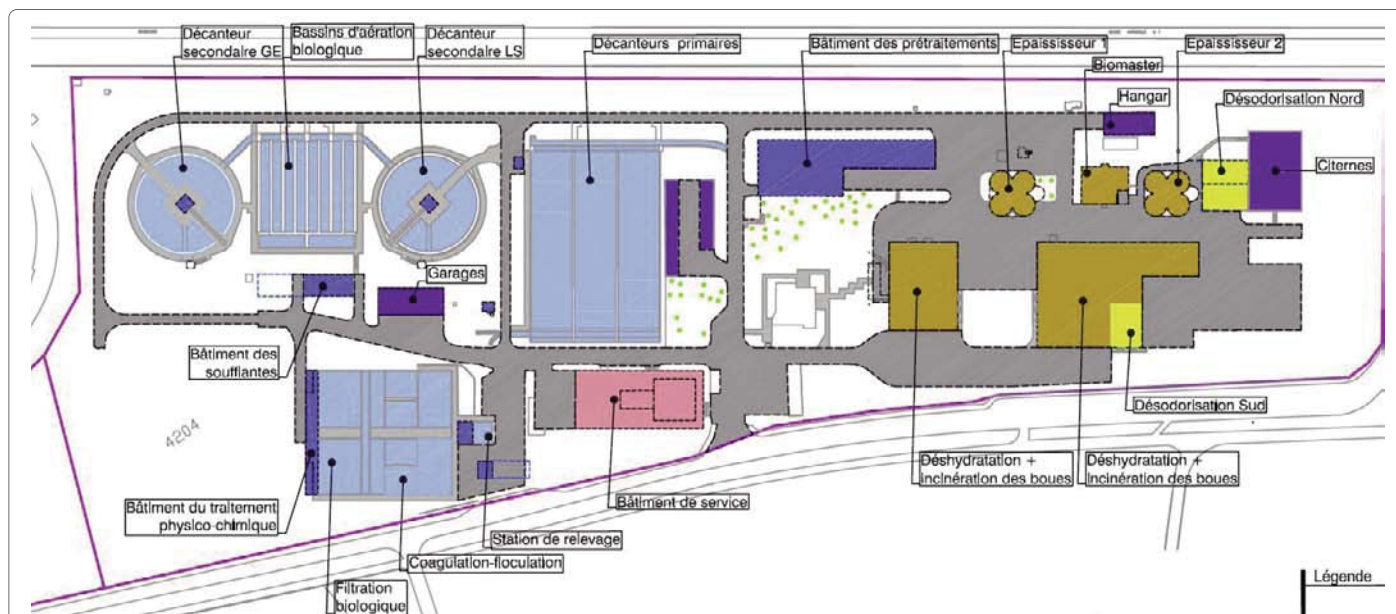 Décanteur
secondaire GE
Bassins d'aération
biologique
Décanteur
secondaire LS
Décanteurs primaires
Bâtiment des prétraitements
Epaississeur 1
Epaississeur 2
Biomaster
Hangar
Désodorisation Nord
Citernes
Garages
Bâtiment des
soufflantes
4204
Désodorisation Sud
Déshydratation +
incinération des boues
Déshydratation +
incinération des boues
Bâtiment de service
Bâtiment du traitement
physico-chimique
Station de relevage
Coagulation-floculation
Filtration
biologique
Légende